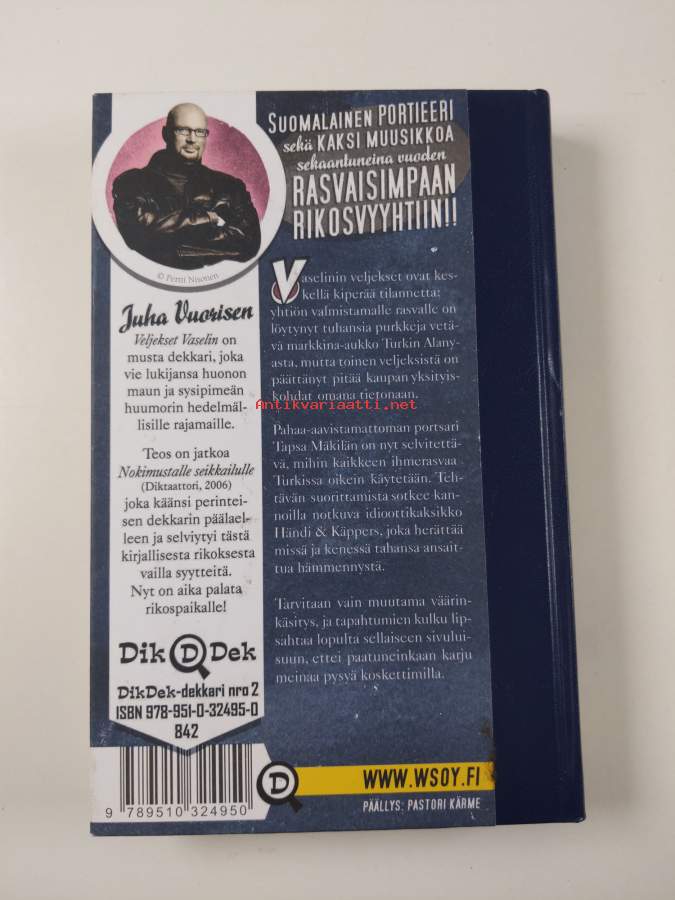 SUOMALAINEN PORTIEERI
sekä KAKSI MUUSIKKOA
sekaantuneina vuoden
RASVAISIMPAAN
RIKOSVYYHTIIN!!
© Pertti Nisonen
Juha Vuorisen
Veljekset Vaselin on
musta dekkari, joka
vie lukijansa huonon
maun ja sysipimeän
huumorin hedelmäl-
lisille rajamaille.
Teos on jatkoa
Nokimustalle seikkailulle
(Diktaattori, 2006)
joka käänsi perintei-
sen dekkarin päälael-
leen ja selviytyi tästä
kirjallisesta rikoksesta
vailla syytteitä.
Nyt on aika palata
rikospaikalle!
Dik D Dek
DikDek-dekkari nro 2
ISBN 978-951-0-32495-0
842
9 789510 324950
Vaselinin veljekset ovat kes-
kellä kiperää tilannetta:
yhtiön valmistamalle rasvalle on
löytynyt tuhansia purkkeja vetä-
vä markkina-aukko Turkin Alany-
asta, mutta toinen veljeksistä on
päättänyt pitää kaupan yksityis-
kohdat omana tietonaan.
Antikvariaatti.net
Pahaa-aavistamattoman portsari
Tapsa Mäkilän on nyt selvitettä-
vä, mihin kaikkeen ihmerasvaa
Turkissa oikein käytetään. Teh-
tävän suorittamista sotkee kan-
noilla notkuva idioottikaksikko
Händi & Käppers, joka herättää
missä ja kenessä tahansa ansait-
tua hämmennystä.
Tarvitaan vain muutama väärin-
käsitys, ja tapahtumien kulku lip-
sahtaa lopulta sellaiseen sivului-
suun, ettei paatuneinkaan karju
meinaa pysyä koskettimilla.
D
WWW.WSOY.FI
PÄÄLLYS: PASTORI KÄRME